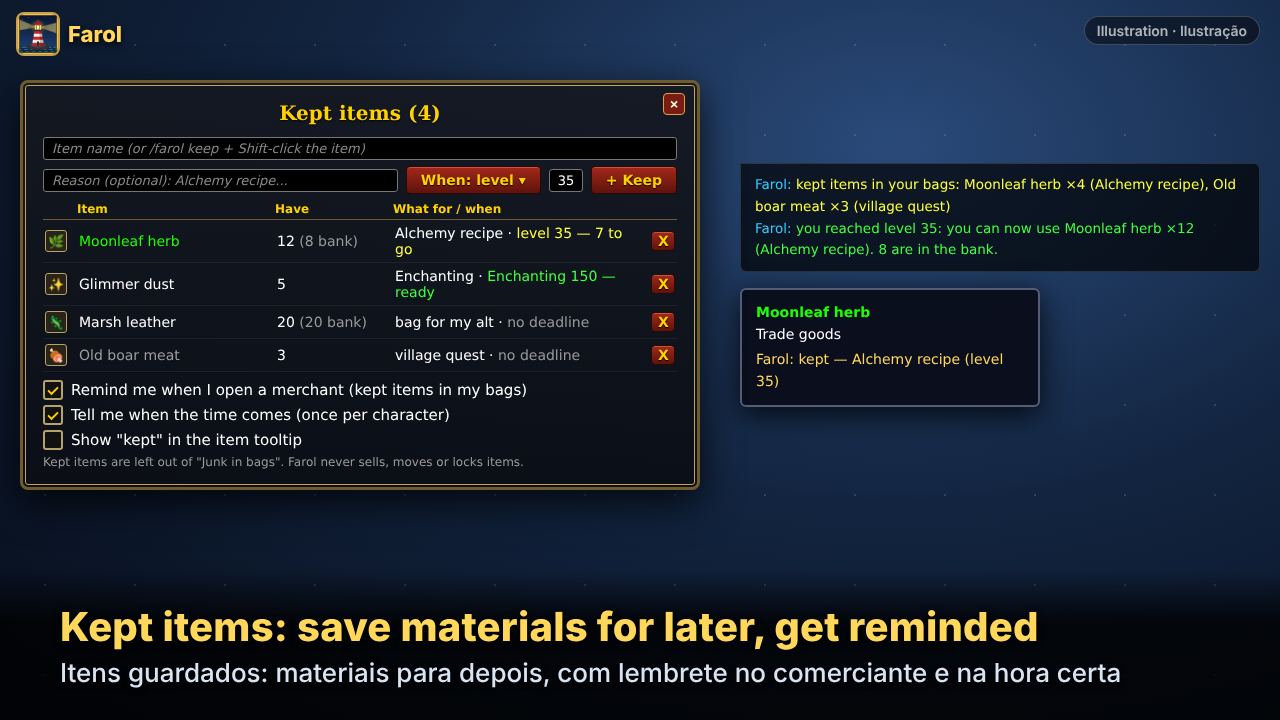 Farol
Illustration · Ilustração
Kept items (4)
×
Item name (or /farol keep + Shift-click the item)
Reason (optional): Alchemy recipe...
When: level ▾
35
+ Keep
Item Have What for / when
Moonleaf herb 12 (8 bank) Alchemy recipe · level 35 — 7 to
go
X
Glimmer dust 5 Enchanting · Enchanting 150 —
ready
X
Marsh leather 20 (20 bank) bag for my alt · no deadline X
Old boar meat 3 village quest · no deadline X
Remind me when I open a merchant (kept items in my bags)
Tell me when the time comes (once per character)
Show "kept" in the item tooltip
Kept items are left out of "Junk in bags". Farol never sells, moves or locks items.
Farol: kept items in your bags: Moonleaf herb ×4 (Alchemy recipe), Old
boar meat ×3 (village quest)
Farol: you reached level 35: you can now use Moonleaf herb ×12
(Alchemy recipe). 8 are in the bank.
Moonleaf herb
Trade goods
Farol: kept — Alchemy recipe (level
35)
Kept items: save materials for later, get reminded
Itens guardados: materiais para depois, com lembrete no comerciante e na hora certa